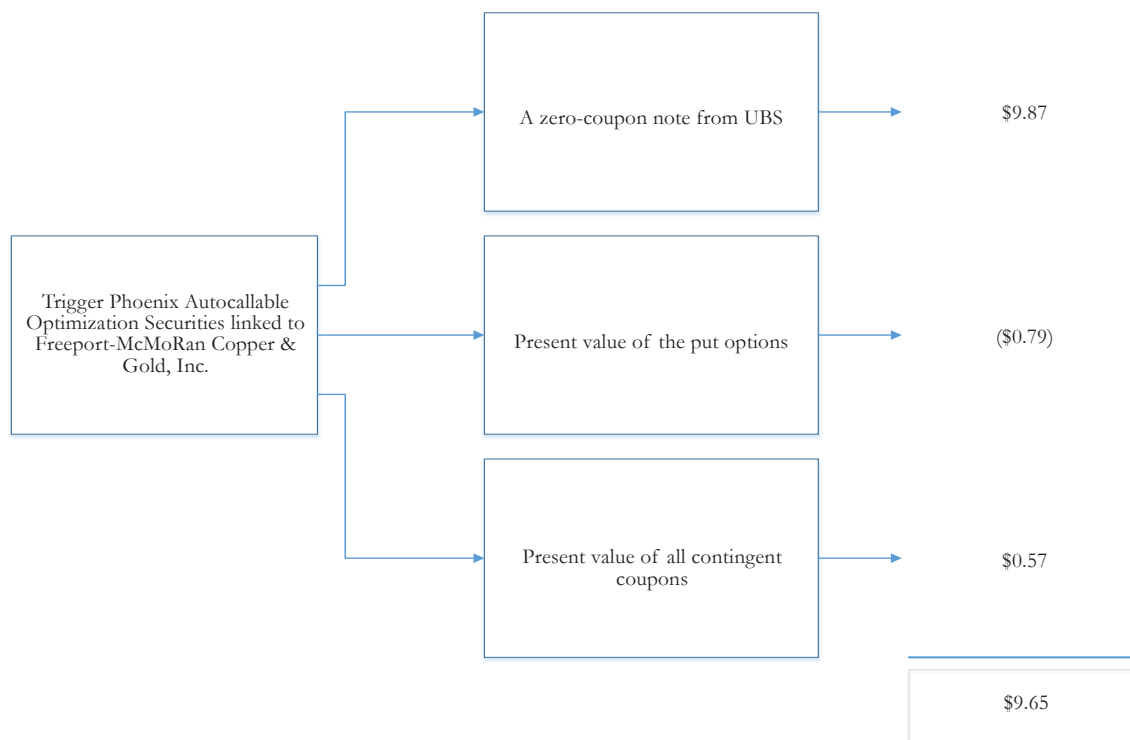 A zero-coupon note from UBS
$9.87
Trigger Phoenix Autocallable
Optimization Securities linked to
Freeport-McMoRan Copper &
Gold, Inc.
Present value of the put options
($0.79)
Present value of all contingent
coupons
$0.57
$9.65